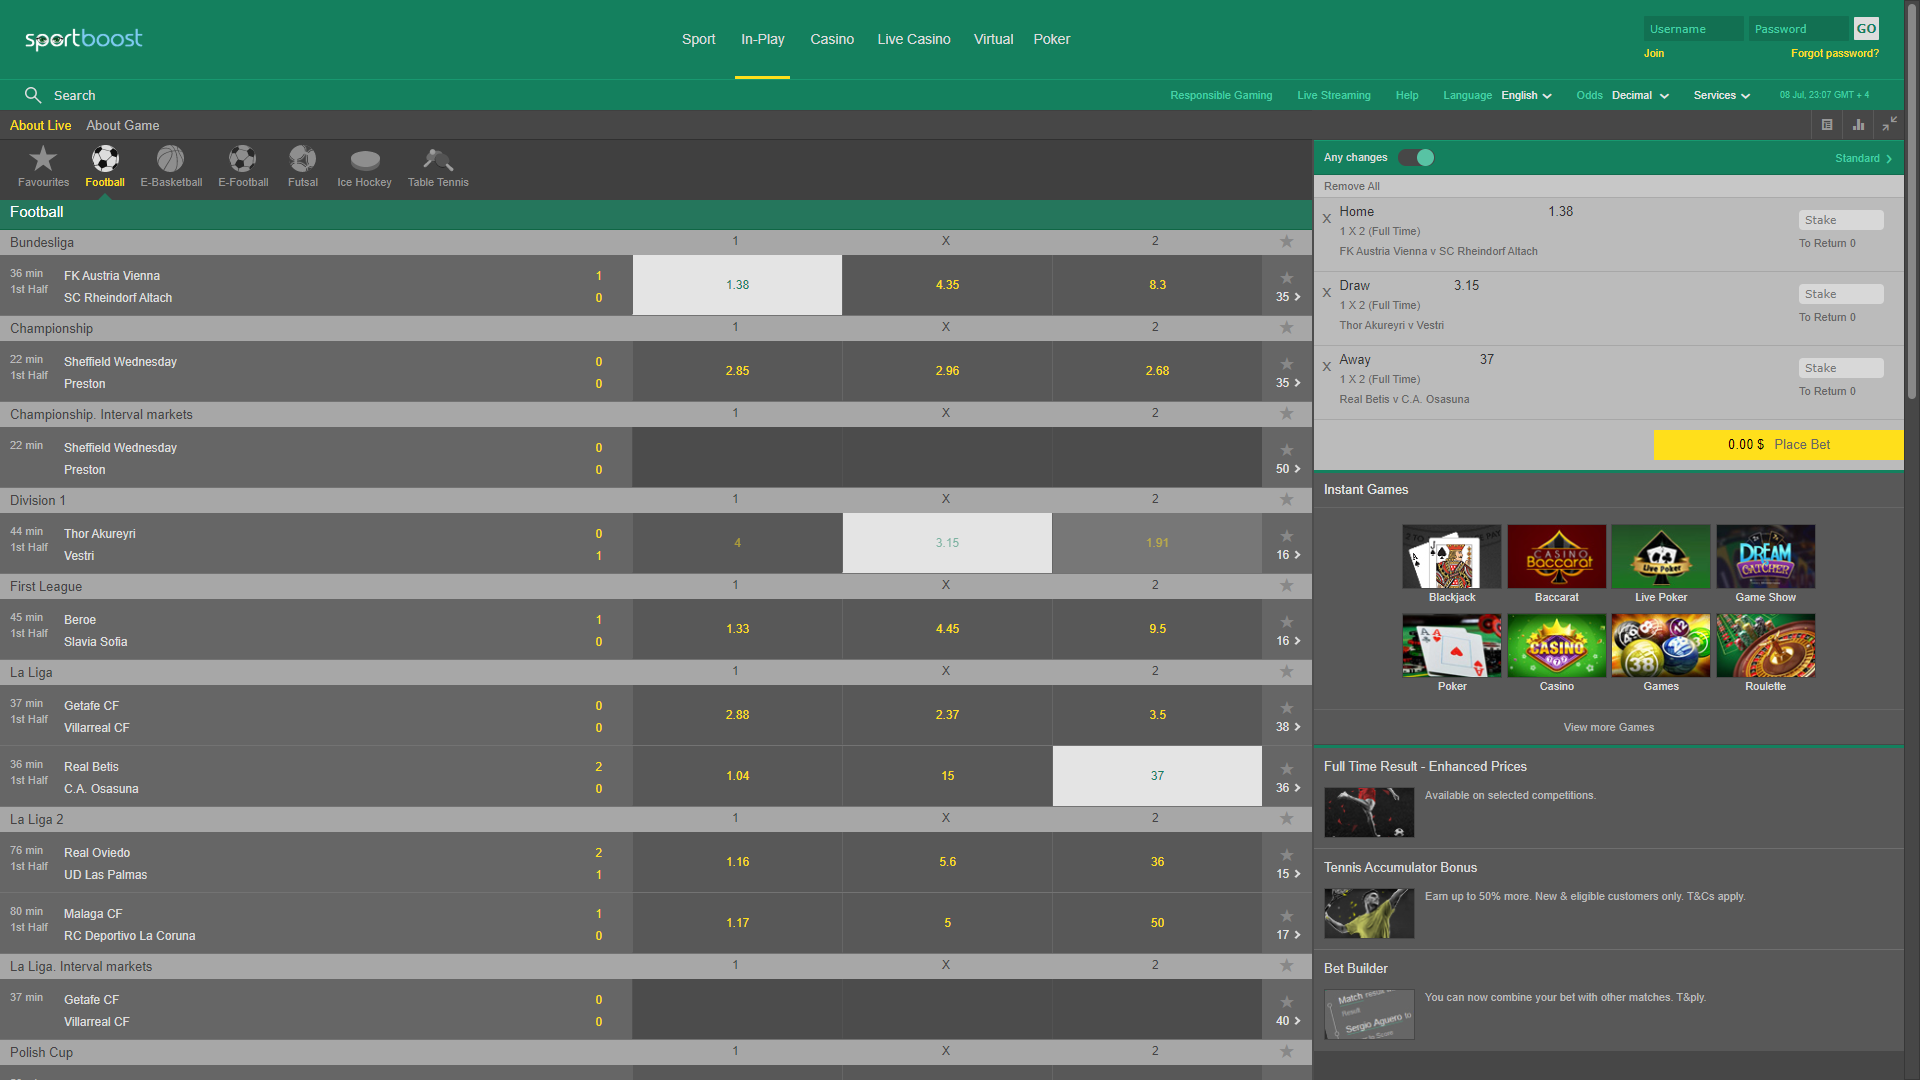 sportboost
Sport In-Play Casino Live Casino Virtual Poker
Username Password GO
Join Forgot password?
Search
Responsible Gaming Live Streaming Help Language English Odds Decimal Services 08 Jul, 23:07 GMT + 4
About Live About Game
Favourites Football E-Basketball E-Football Futsal Ice Hockey Table Tennis
Football
Bundesliga 1 X 2
36 min FK Austria Vienna 1
1st Half SC Rheindorf Altach 0
1.38 4.35 8.3 35
Championship 1 X 2
22 min Sheffield Wednesday 0
1st Half Preston 0
2.85 2.96 2.68 35
Championship. Interval markets 1 X 2
22 min Sheffield Wednesday 0
Preston 0
50
Division 1 1 X 2
44 min Thor Akureyri 0
1st Half Vestri 1
4 3.15 1.91 16
First League 1 X 2
45 min Beroe 1
1st Half Slavia Sofia 0
1.33 4.45 9.5 16
La Liga 1 X 2
37 min Getafe CF 0
1st Half Villarreal CF 0
2.88 2.37 3.5 38
36 min Real Betis 2
1st Half C.A. Osasuna 0
1.04 15 37 36
La Liga 2 1 X 2
76 min Real Oviedo 2
1st Half UD Las Palmas 1
1.16 5.6 36 15
80 min Malaga CF 1
1st Half RC Deportivo La Coruna 0
1.17 5 50 17
La Liga. Interval markets 1 X 2
37 min Getafe CF 0
Villarreal CF 0
40
Polish Cup 1 X 2
Any changes Standard
Remove All
X Home 1.38 Stake
1 X 2 (Full Time) To Return 0
FK Austria Vienna v SC Rheindorf Altach
X Draw 3.15 Stake
1 X 2 (Full Time) To Return 0
Thor Akureyri v Vestri
X Away 37 Stake
1 X 2 (Full Time) To Return 0
Real Betis v C.A. Osasuna
0.00 $ Place Bet
Instant Games
CASINO Baccarat Live Poker DREAM CATCHER
Blackjack Baccarat Live Poker Game Show
CASINO 777 38
Poker Casino Games Roulette
View more Games
Full Time Result - Enhanced Prices
Available on selected competitions.
Tennis Accumulator Bonus
Earn up to 50% more. New & eligible customers only. T&Cs apply.
Bet Builder
You can now combine your bet with other matches. T&ply.
Match
Result
Sergio Aguero to
Score